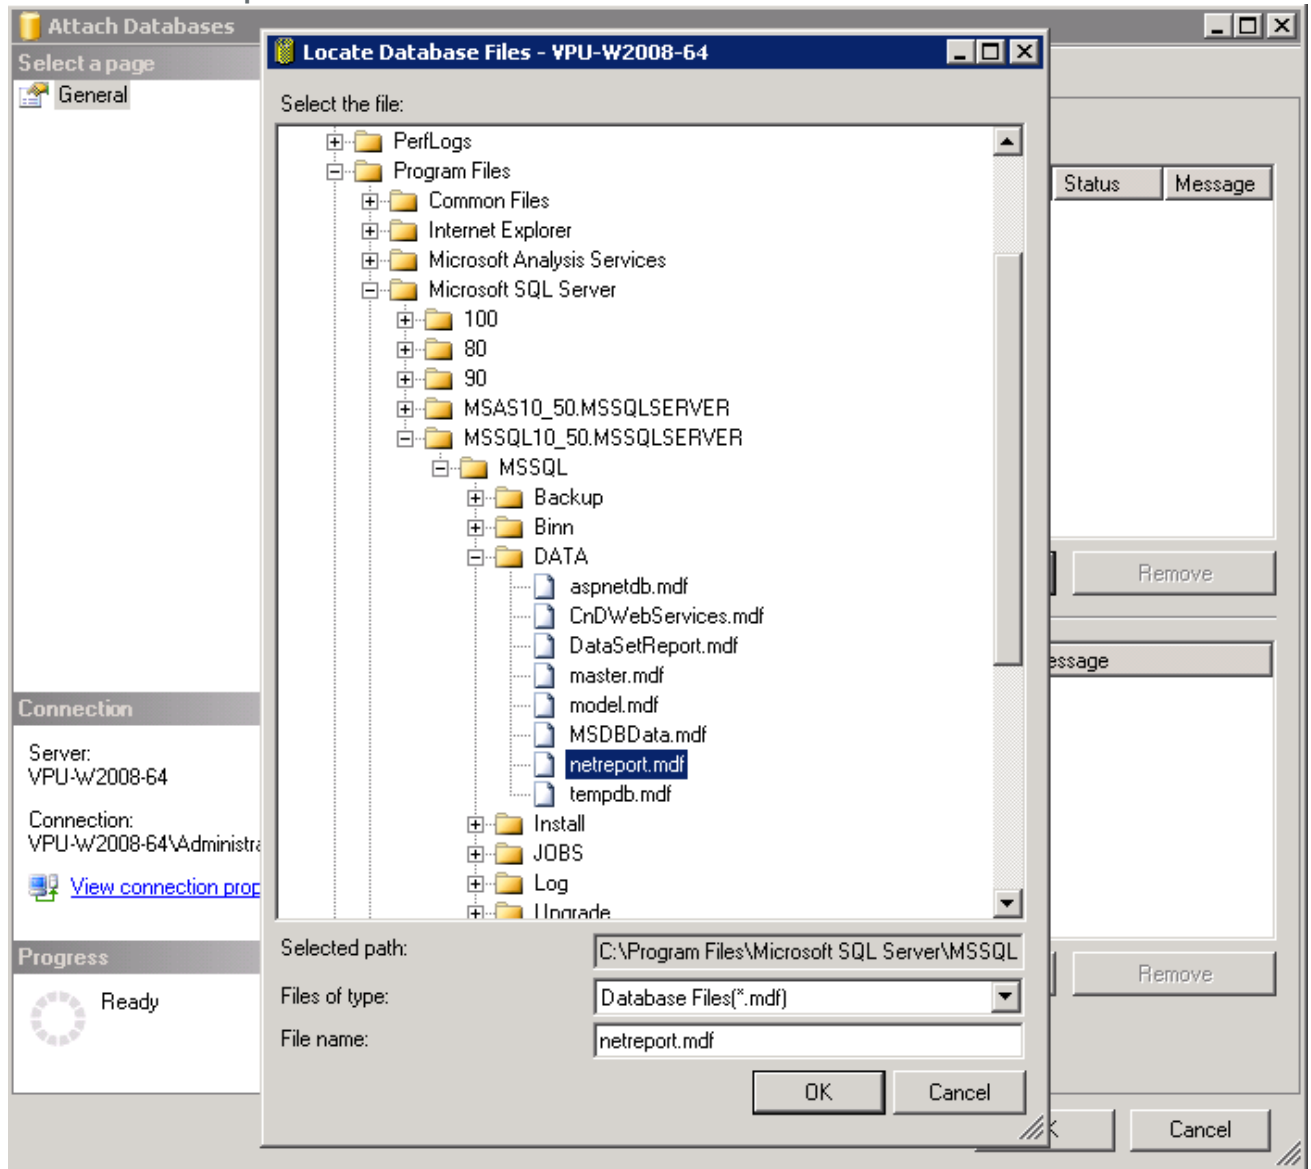 Attach Databases
Select a page
General
Locate Database Files - VPU-W2008-64
Select the file:
PerfLogs
Program Files
Common Files
Internet Explorer
Microsoft Analysis Services
Microsoft SQL Server
100
80
90
MSAS10_50.MSSQLSERVER
MSSQL10_50.MSSQLSERVER
MSSQL
Backup
Binn
DATA
aspnetdb.mdf
CnDWebServices.mdf
DataSetReport.mdf
master.mdf
model.mdf
MSDBData.mdf
netreport.mdf
tempdb.mdf
Install
JOBS
Log
Upgrade
Selected path: C:\Program Files\Microsoft SQL Server\MSSQL
Files of type: Database Files(*.mdf)
File name: netreport.mdf
OK Cancel
Status Message
Remove
essage
Remove
Connection
Server:
VPU-W2008-64
Connection:
VPU-W2008-64\Administra
View connection prop
Progress
Ready
K Cancel